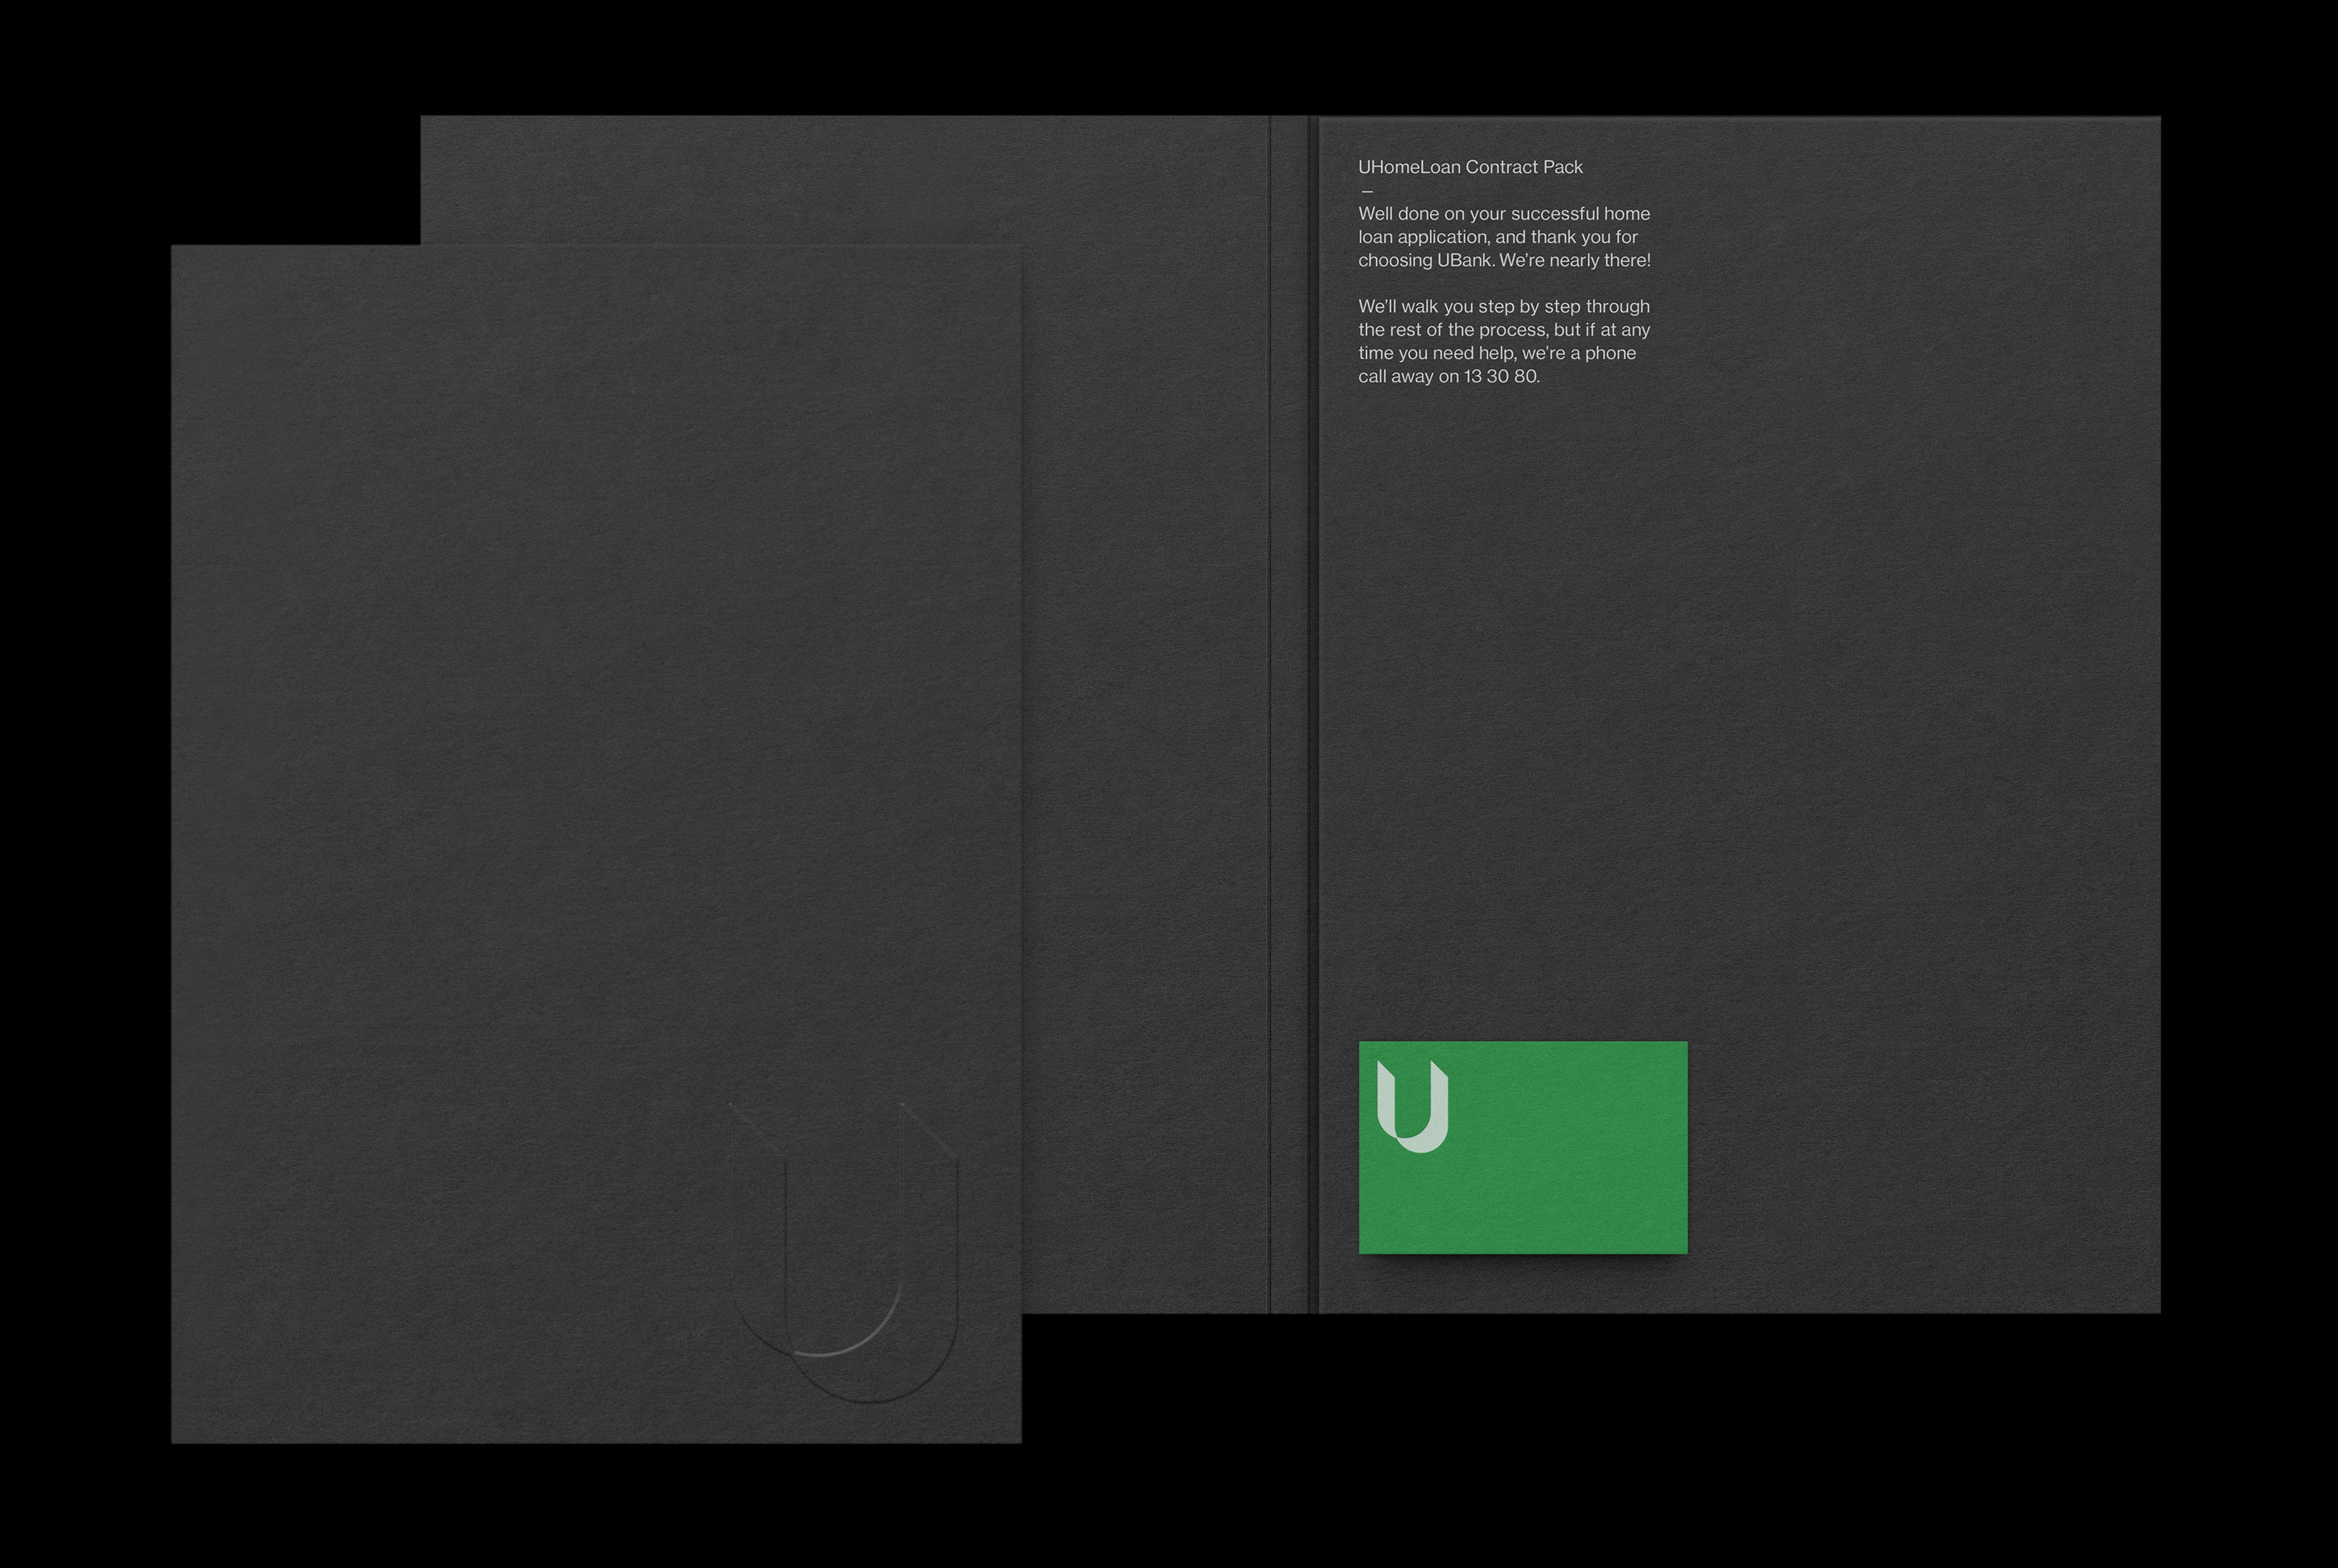 UHomeLoan Contract Pack
—
Well done on your successful home
loan application, and thank you for
choosing UBank. We're nearly there!
We'll walk you step by step through
the rest of the process, but if at any
time you need help, we're a phone
call away on 13 30 80.
U
U